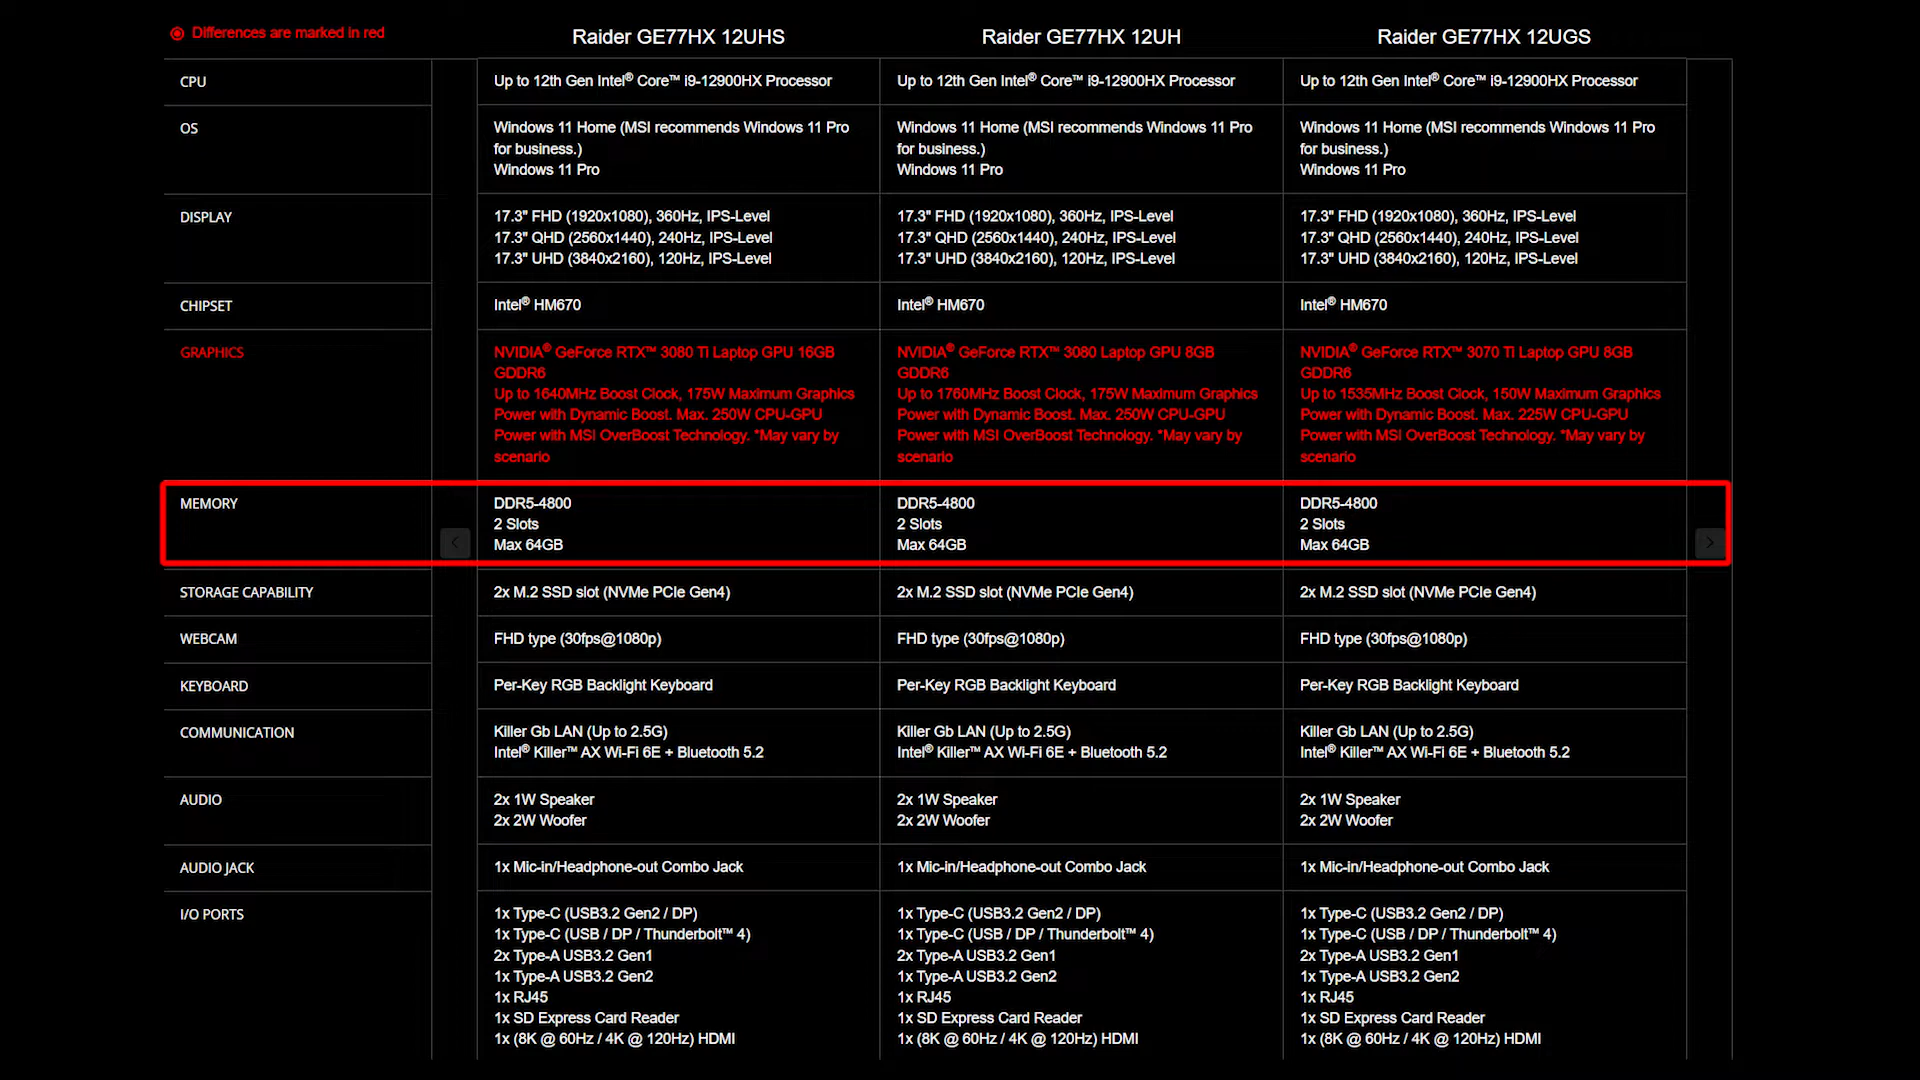 Differences are marked in red
Raider GE77HX 12UHS Raider GE77HX 12UH Raider GE77HX 12UGS
CPU
Up to 12th Gen Intel® Core™ i9-12900HX Processor
Up to 12th Gen Intel® Core™ i9-12900HX Processor
Up to 12th Gen Intel® Core™ i9-12900HX Processor
OS
Windows 11 Home (MSI recommends Windows 11 Pro
for business.)
Windows 11 Pro
Windows 11 Home (MSI recommends Windows 11 Pro
for business.)
Windows 11 Pro
Windows 11 Home (MSI recommends Windows 11 Pro
for business.)
Windows 11 Pro
DISPLAY
17.3" FHD (1920x1080), 360Hz, IPS-Level
17.3" QHD (2560x1440), 240Hz, IPS-Level
17.3" UHD (3840x2160), 120Hz, IPS-Level
17.3" FHD (1920x1080), 360Hz, IPS-Level
17.3" QHD (2560x1440), 240Hz, IPS-Level
17.3" UHD (3840x2160), 120Hz, IPS-Level
17.3" FHD (1920x1080), 360Hz, IPS-Level
17.3" QHD (2560x1440), 240Hz, IPS-Level
17.3" UHD (3840x2160), 120Hz, IPS-Level
CHIPSET
Intel® HM670
Intel® HM670
Intel® HM670
GRAPHICS
NVIDIA® GeForce RTX™ 3080 Ti Laptop GPU 16GB
GDDR6
Up to 1640MHz Boost Clock, 175W Maximum Graphics
Power with Dynamic Boost. Max. 250W CPU-GPU
Power with MSI OverBoost Technology. *May vary by
scenario
NVIDIA® GeForce RTX™ 3080 Laptop GPU 8GB
GDDR6
Up to 1760MHz Boost Clock, 175W Maximum Graphics
Power with Dynamic Boost. Max. 250W CPU-GPU
Power with MSI OverBoost Technology. *May vary by
scenario
NVIDIA® GeForce RTX™ 3070 Ti Laptop GPU 8GB
GDDR6
Up to 1535MHz Boost Clock, 150W Maximum Graphics
Power with Dynamic Boost. Max. 225W CPU-GPU
Power with MSI OverBoost Technology. *May vary by
scenario
MEMORY
DDR5-4800
2 Slots
Max 64GB
DDR5-4800
2 Slots
Max 64GB
DDR5-4800
2 Slots
Max 64GB
STORAGE CAPABILITY
2x M.2 SSD slot (NVMe PCIe Gen4)
2x M.2 SSD slot (NVMe PCIe Gen4)
2x M.2 SSD slot (NVMe PCIe Gen4)
WEBCAM
FHD type (30fps@1080p)
FHD type (30fps@1080p)
FHD type (30fps@1080p)
KEYBOARD
Per-Key RGB Backlight Keyboard
Per-Key RGB Backlight Keyboard
Per-Key RGB Backlight Keyboard
COMMUNICATION
Killer Gb LAN (Up to 2.5G)
Intel® Killer™ AX Wi-Fi 6E + Bluetooth 5.2
Killer Gb LAN (Up to 2.5G)
Intel® Killer™ AX Wi-Fi 6E + Bluetooth 5.2
Killer Gb LAN (Up to 2.5G)
Intel® Killer™ AX Wi-Fi 6E + Bluetooth 5.2
AUDIO
2x 1W Speaker
2x 2W Woofer
2x 1W Speaker
2x 2W Woofer
2x 1W Speaker
2x 2W Woofer
AUDIO JACK
1x Mic-in/Headphone-out Combo Jack
1x Mic-in/Headphone-out Combo Jack
1x Mic-in/Headphone-out Combo Jack
I/O PORTS
1x Type-C (USB3.2 Gen2 / DP)
1x Type-C (USB / DP / Thunderbolt™ 4)
2x Type-A USB3.2 Gen1
1x Type-A USB3.2 Gen2
1x RJ45
1x SD Express Card Reader
1x (8K @ 60Hz / 4K @ 120Hz) HDMI
1x Type-C (USB3.2 Gen2 / DP)
1x Type-C (USB / DP / Thunderbolt™ 4)
2x Type-A USB3.2 Gen1
1x Type-A USB3.2 Gen2
1x RJ45
1x SD Express Card Reader
1x (8K @ 60Hz / 4K @ 120Hz) HDMI
1x Type-C (USB3.2 Gen2 / DP)
1x Type-C (USB / DP / Thunderbolt™ 4)
2x Type-A USB3.2 Gen1
1x Type-A USB3.2 Gen2
1x RJ45
1x SD Express Card Reader
1x (8K @ 60Hz / 4K @ 120Hz) HDMI